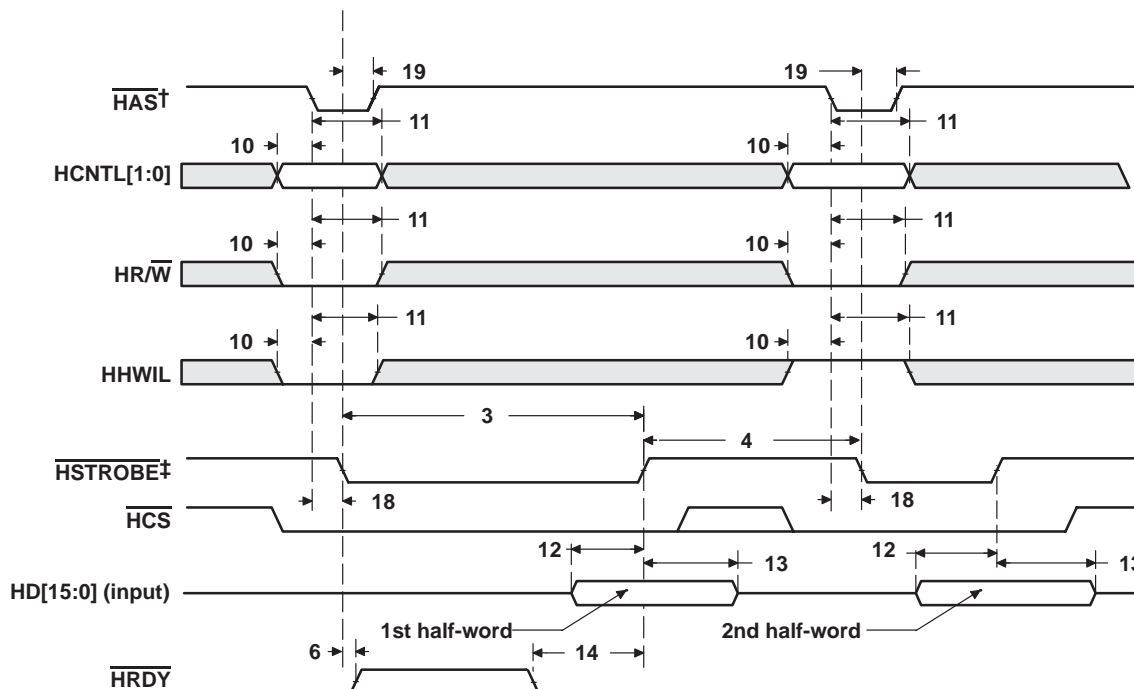 19 19
HAS†
11 11
10 10
HCNTL[1:0]
11 11
10 10
HR/W
11 11
10 10
HHWIL
3
4
HSTROBE‡
18 18
HCS
12 12
13 13
HD[15:0] (input)
1st half-word 2nd half-word
6 14
HRDY